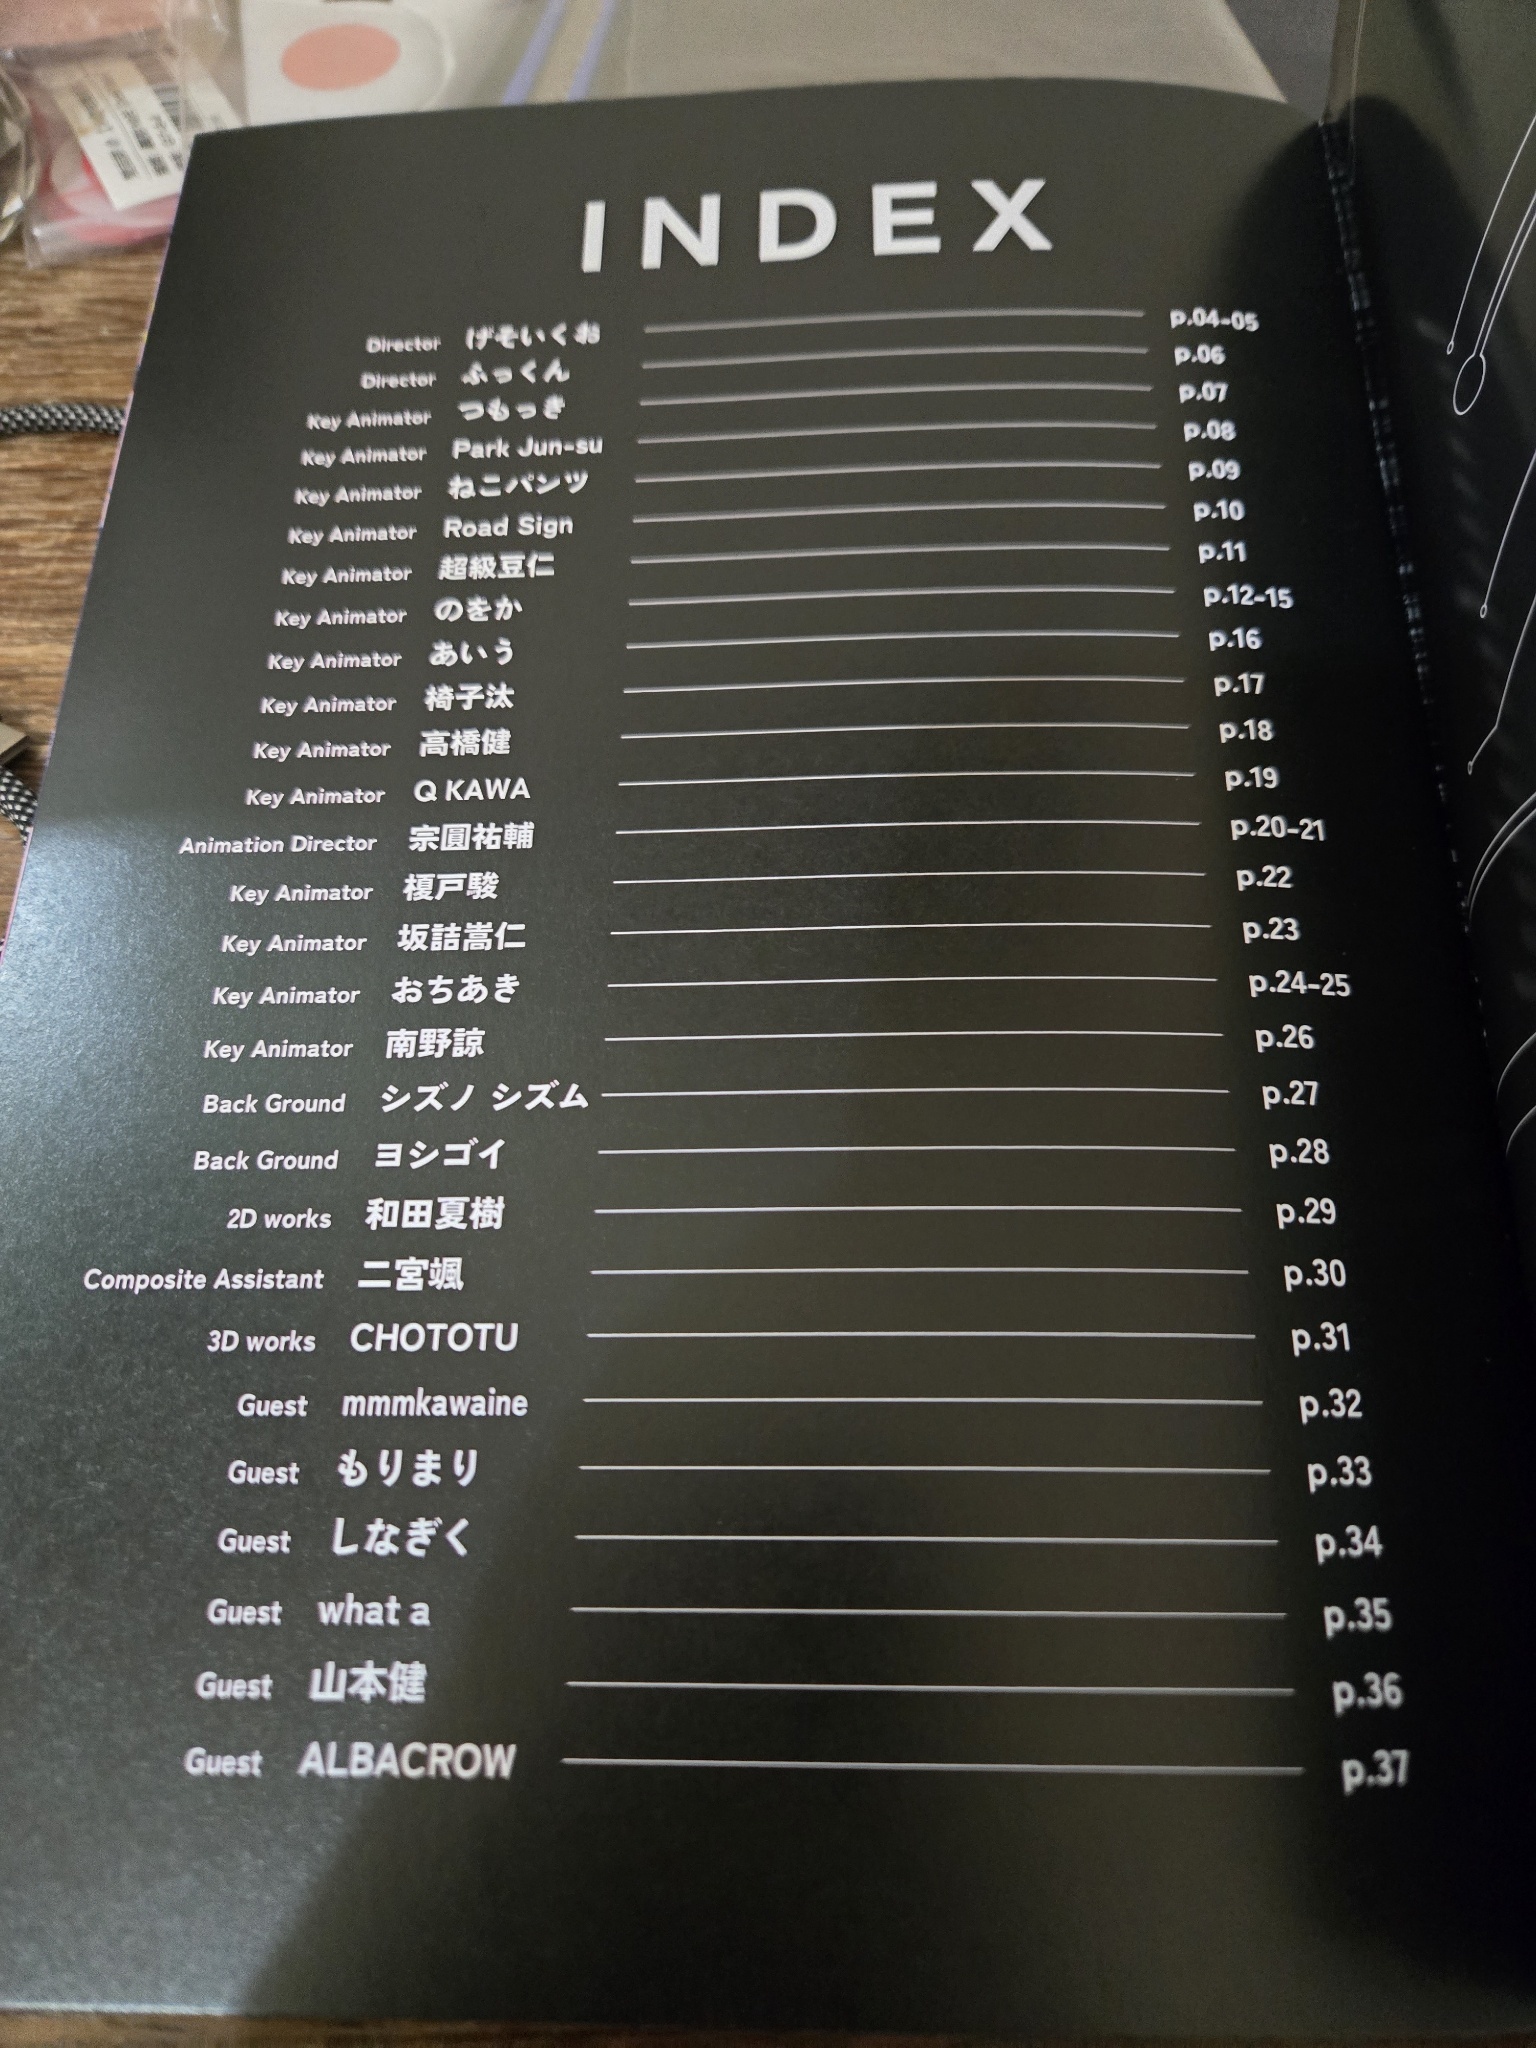 INDEX
Director げそいくお p.04-05
Director ふっくん p.06
Key Animator つもっき p.07
Key Animator Park Jun-su p.08
Key Animator ねこパンツ p.09
Key Animator Road Sign p.10
Key Animator 超級豆仁 p.11
Key Animator のをか p.12-15
Key Animator あいう p.16
Key Animator 椅子汰 p.17
Key Animator 高橋健 p.18
Key Animator Q KAWA p.19
Animation Director 宗圓祐輔 p.20-21
Key Animator 榎戸駿 p.22
Key Animator 坂詰嵩仁 p.23
Key Animator おちあき p.24-25
Key Animator 南野諒 p.26
Back Ground シズノ シズム p.27
Back Ground ヨシゴイ p.28
2D works 和田夏樹 p.29
Composite Assistant 二宮颯 p.30
3D works CHOTOTU p.31
Guest mmmkawaine p.32
Guest もりまり p.33
Guest しなぎく p.34
Guest what a p.35
Guest 山本健 p.36
Guest ALBACROW p.37